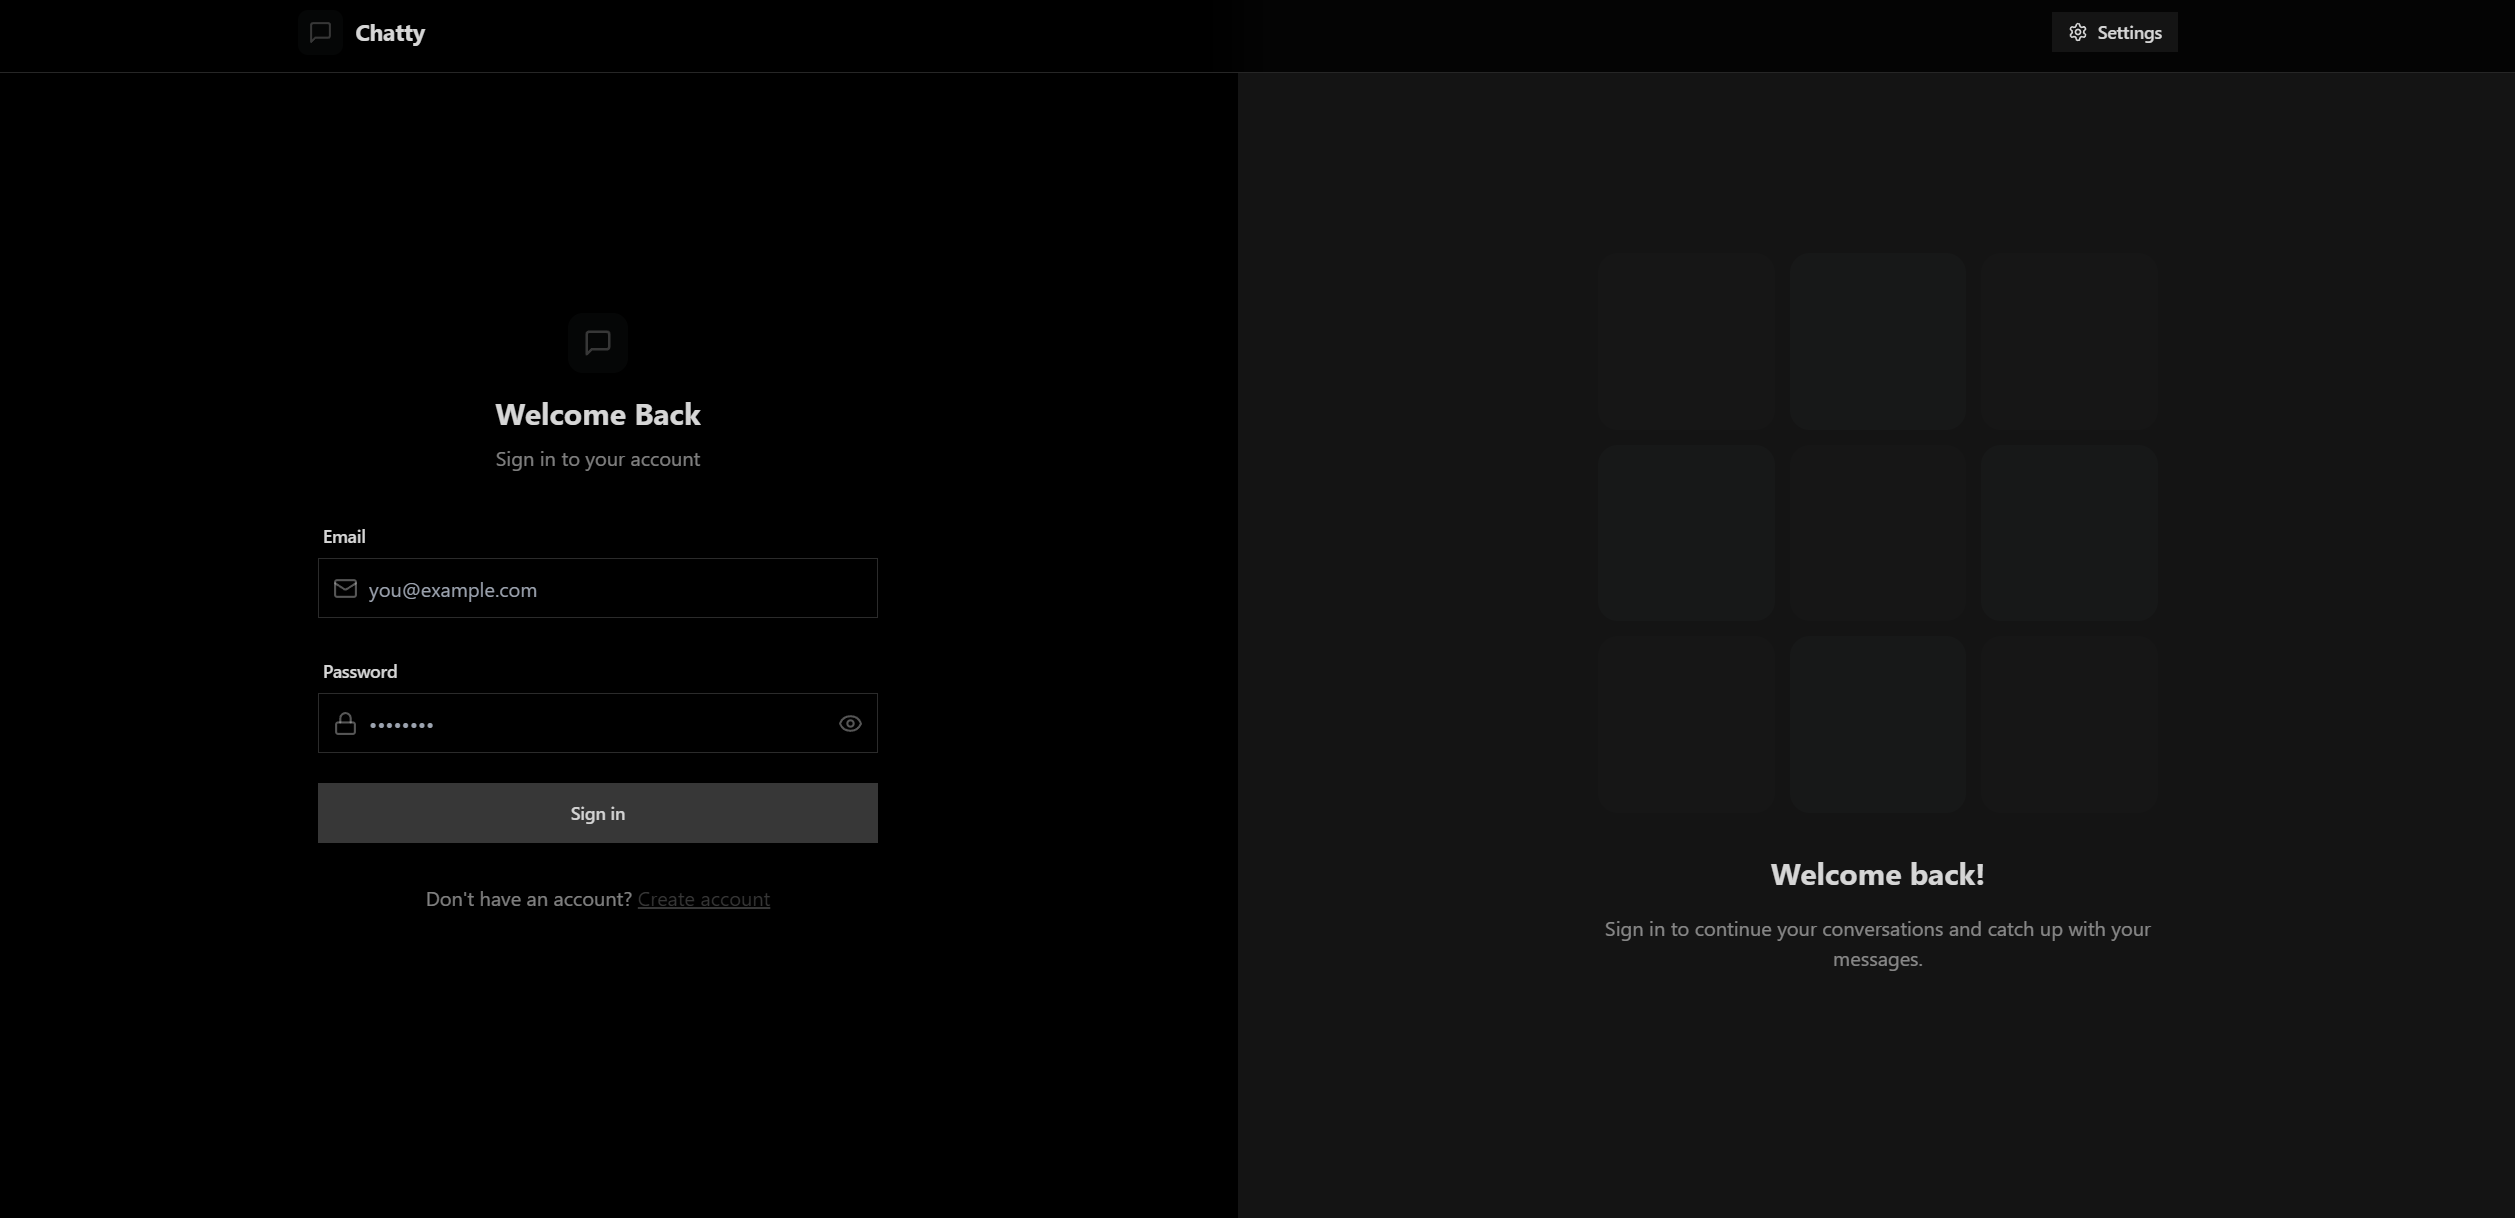 Chatty
Settings
Welcome Back
Sign in to your account
Email
you@example.com
Password
••••••••
Sign in
Don't have an account? Create account
Welcome back!
Sign in to continue your conversations and catch up with your
messages.